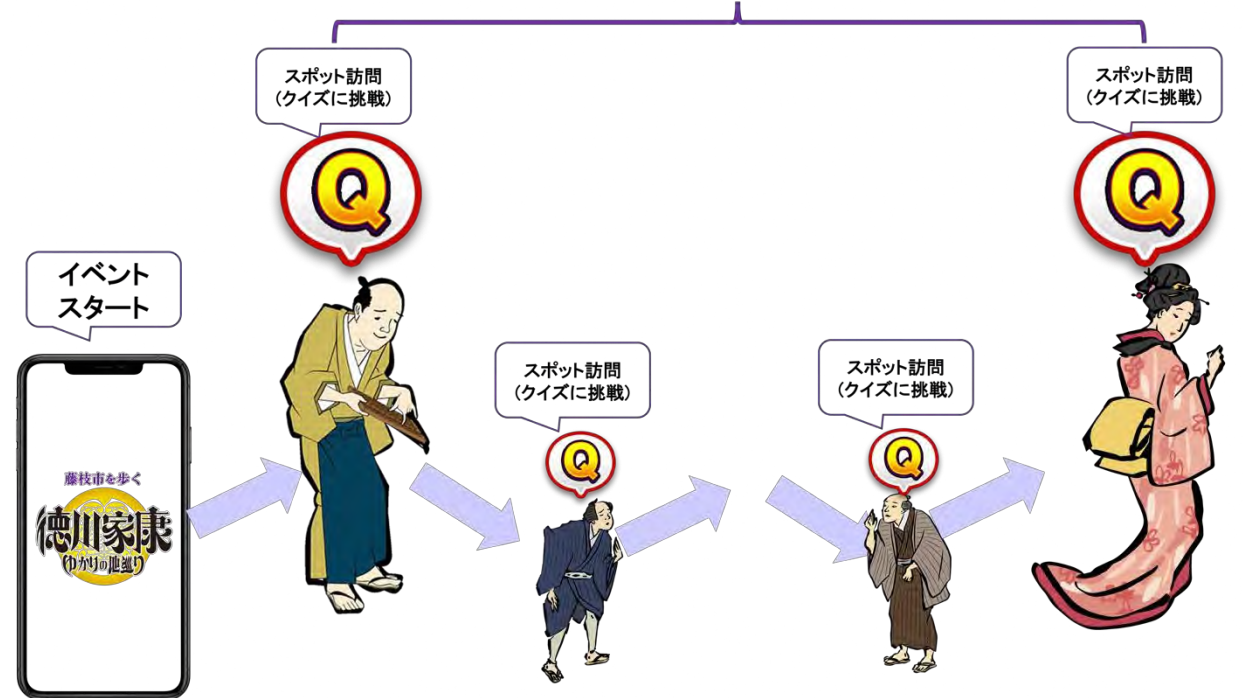 スポット訪問
(クイズに挑戦)
スポット訪問
(クイズに挑戦)
Q
Q
イベント
スタート
スポット訪問
(クイズに挑戦)
スポット訪問
(クイズに挑戦)
Q
Q
藤枝市を歩く
徳川家康
ゆかりの地巡り